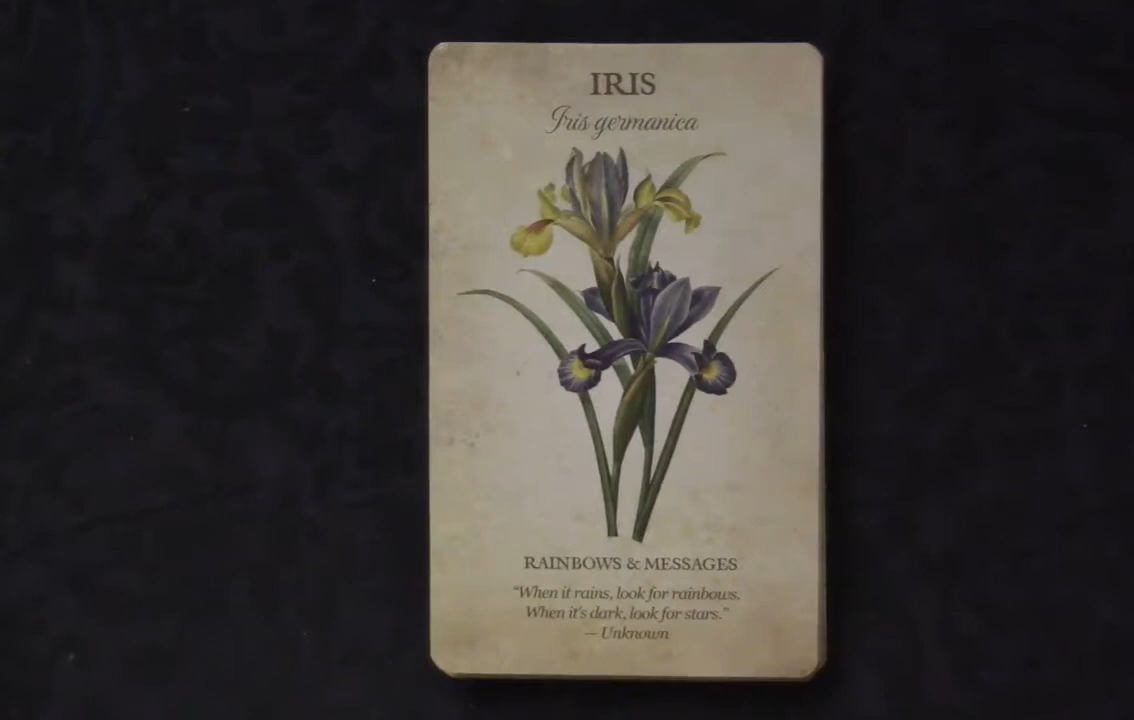 IRIS
Iris germanica
RAINBOWS & MESSAGES
“When it rains, look for rainbows.
When it's dark, look for stars.”
— Unknown